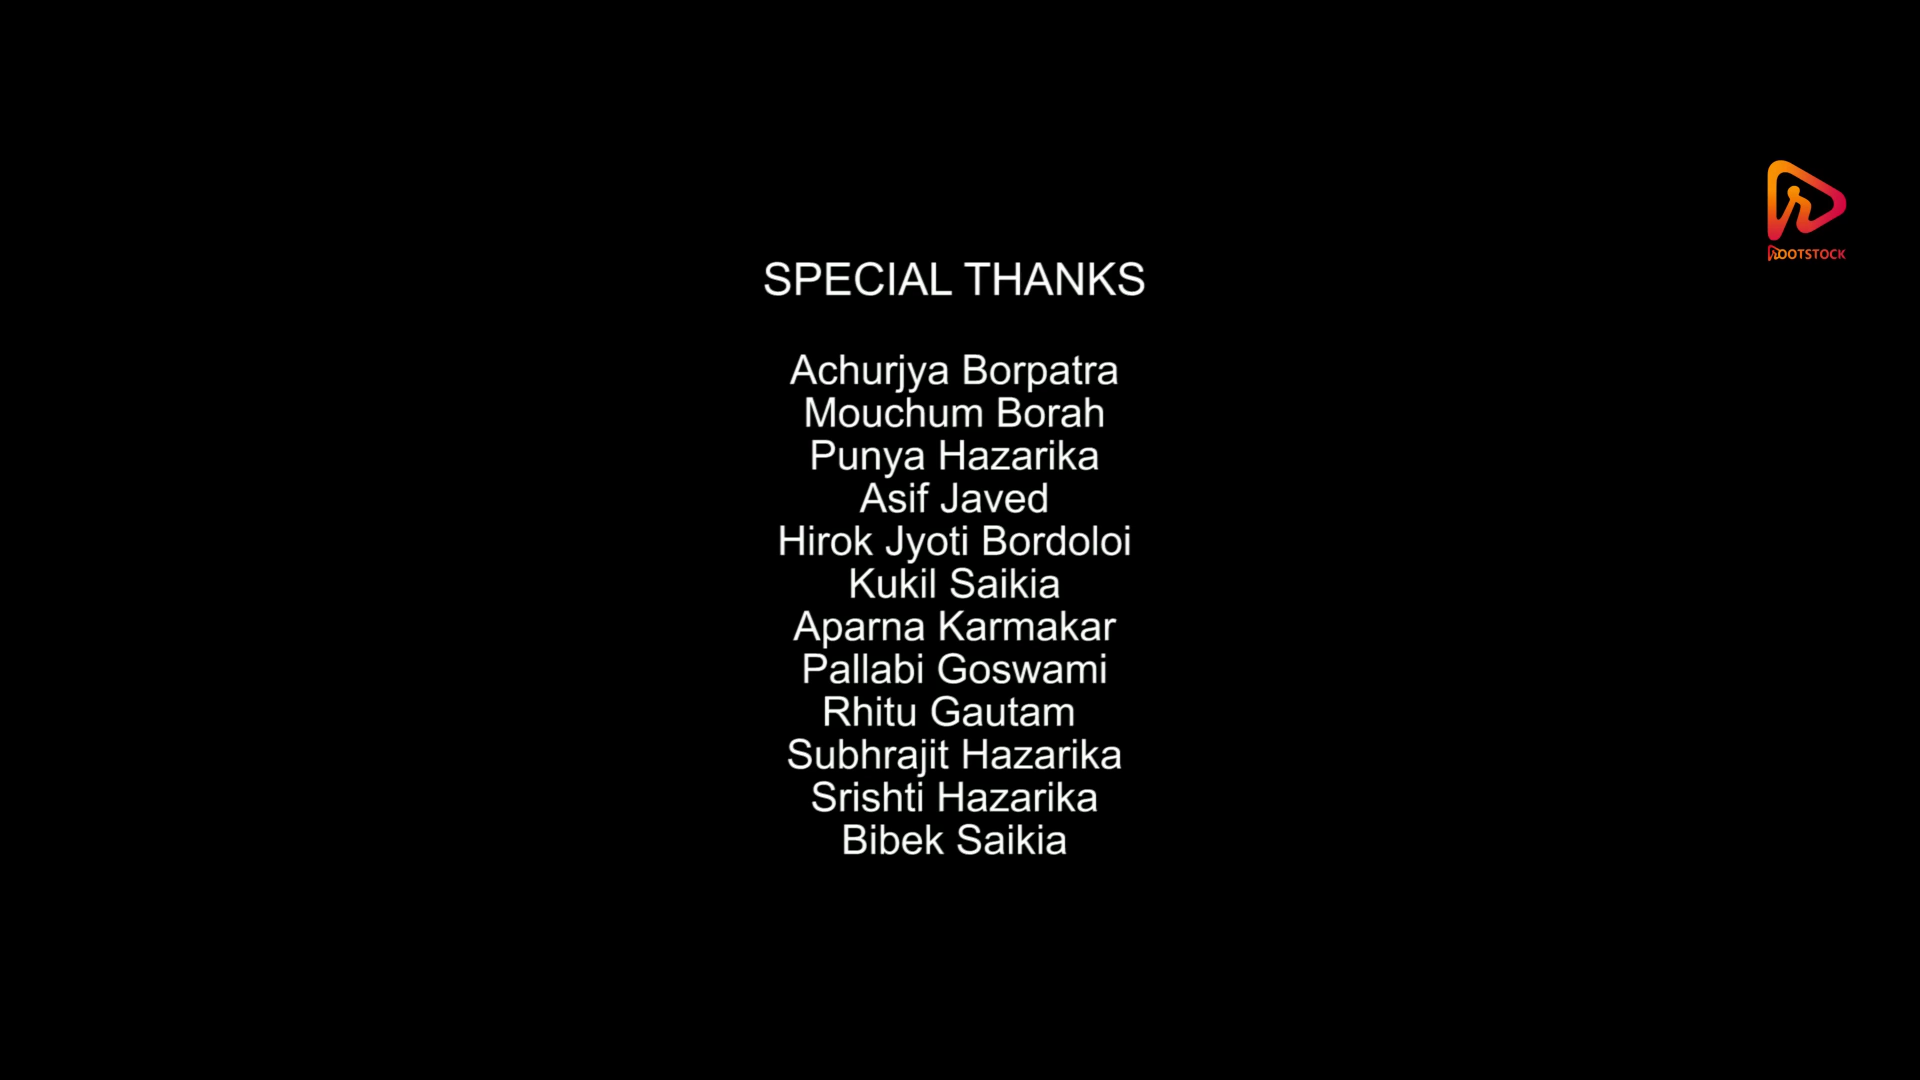 ROOTSTOCK
SPECIAL THANKS
Achurjya Borpatra
Mouchum Borah
Punya Hazarika
Asif Javed
Hirok Jyoti Bordoloi
Kukil Saikia
Aparna Karmakar
Pallabi Goswami
Rhitu Gautam
Subhrajit Hazarika
Srishti Hazarika
Bibek Saikia